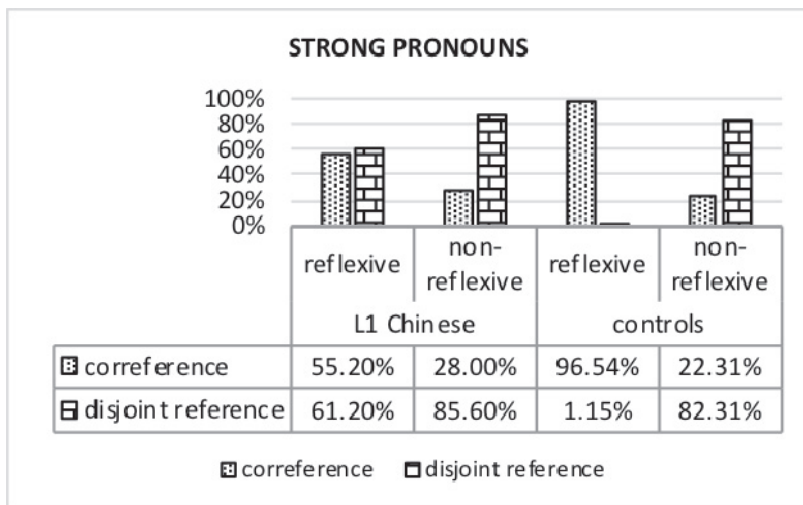 STRONG PRONOUNS
100%
80%
60%
40%
20%
0%
reflexive non-reflexive reflexive non-reflexive
L1 Chinese controls
correference 55.20% 28.00% 96.54% 22.31%
disjoint reference 61.20% 85.60% 1.15% 82.31%
correference disjoint reference